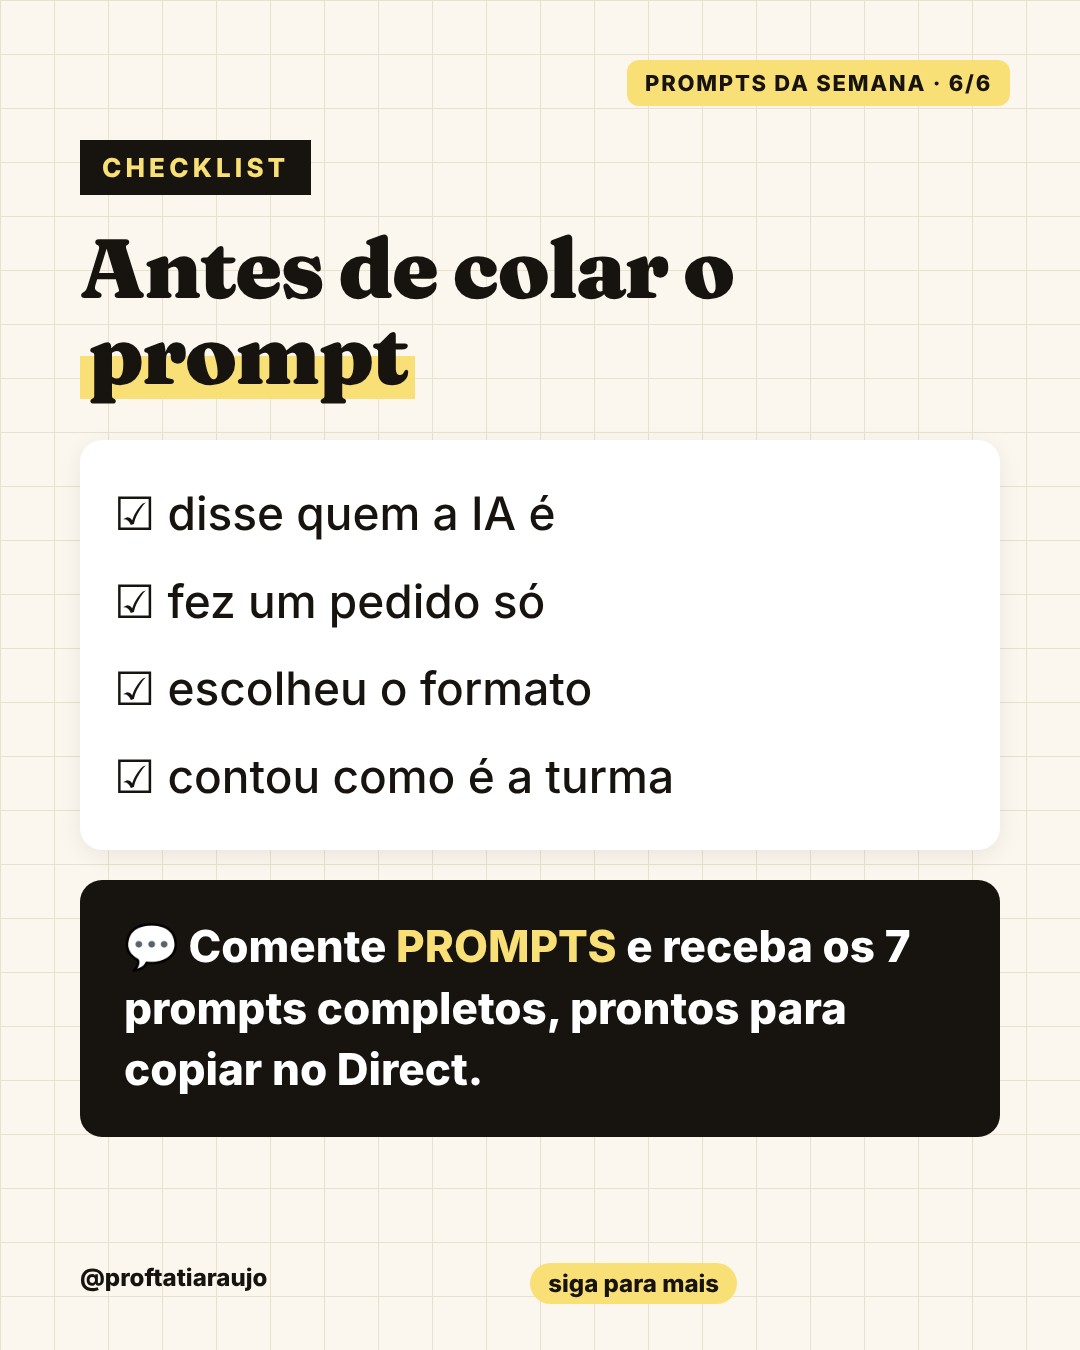 PROMPTS DA SEMANA · 6/6
CHECKLIST
Antes de colar o
prompt
☑ disse quem a IA é
☑ fez um pedido só
☑ escolheu o formato
☑ contou como é a turma
💬 Comente PROMPTS e receba os 7
prompts completos, prontos para
copiar no Direct.
@proftatiaraujo
siga para mais